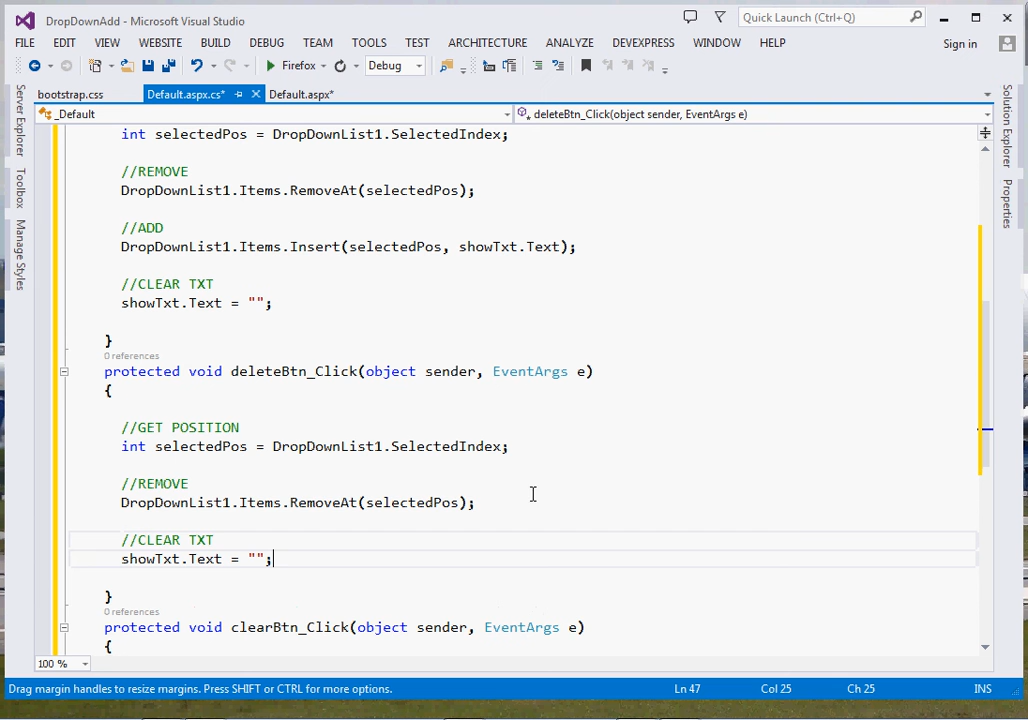 DropDownAdd - Microsoft Visual Studio
Quick Launch (Ctrl+Q)
FILE EDIT VIEW WEBSITE BUILD DEBUG TEAM TOOLS TEST ARCHITECTURE ANALYZE DEVEXPRESS WINDOW HELP Sign in
Firefox Debug
Server Explorer
Toolbox
Manage Styles
bootstrap.css Default.aspx.cs* Default.aspx*
_Default deleteBtn_Click(object sender, EventArgs e)
int selectedPos = DropDownList1.SelectedIndex;
//REMOVE
DropDownList1.Items.RemoveAt(selectedPos);
//ADD
DropDownList1.Items.Insert(selectedPos, showTxt.Text);
//CLEAR TXT
showTxt.Text = "";
}
0 references
protected void deleteBtn_Click(object sender, EventArgs e)
{
//GET POSITION
int selectedPos = DropDownList1.SelectedIndex;
//REMOVE
DropDownList1.Items.RemoveAt(selectedPos);
//CLEAR TXT
showTxt.Text = "";
}
0 references
protected void clearBtn_Click(object sender, EventArgs e)
{
Solution Explorer
Properties
100 %
Drag margin handles to resize margins. Press SHIFT or CTRL for more options. Ln 47 Col 25 Ch 25 INS